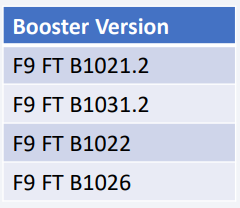 Booster Version
F9 FT B1021.2
F9 FT B1031.2
F9 FT B1022
F9 FT B1026